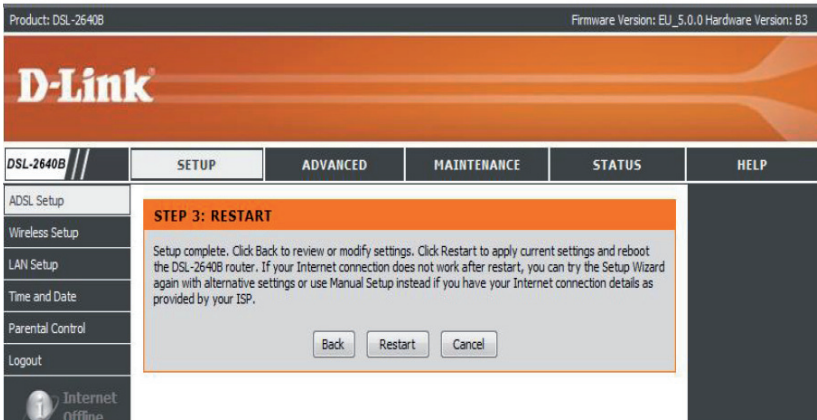 Product: DSL-2640B
Firmware Version: EU_5.0.0 Hardware Version: B3
D-Link
DSL-2640B
SETUP
ADVANCED
MAINTENANCE
STATUS
HELP
ADSL Setup
Wireless Setup
LAN Setup
Time and Date
Parental Control
Logout
Internet
Offline
STEP 3: RESTART
Setup complete. Click Back to review or modify settings. Click Restart to apply current settings and reboot
the DSL-2640B router. If your Internet connection does not work after restart, you can try the Setup Wizard
again with alternative settings or use Manual Setup instead if you have your Internet connection details as
provided by your ISP.
Back
Restart
Cancel